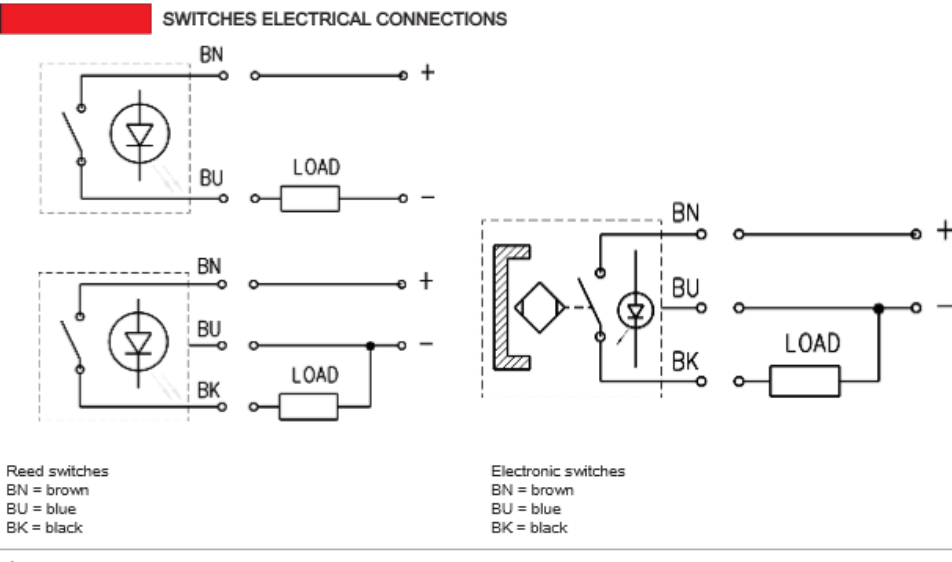 SWITCHES ELECTRICAL CONNECTIONS
BN
+
BU
LOAD
−
BN
+
BU
−
BK
LOAD
BN
+
BU
−
BK
LOAD
Reed switches
BN = brown
BU = blue
BK = black
Electronic switches
BN = brown
BU = blue
BK = black